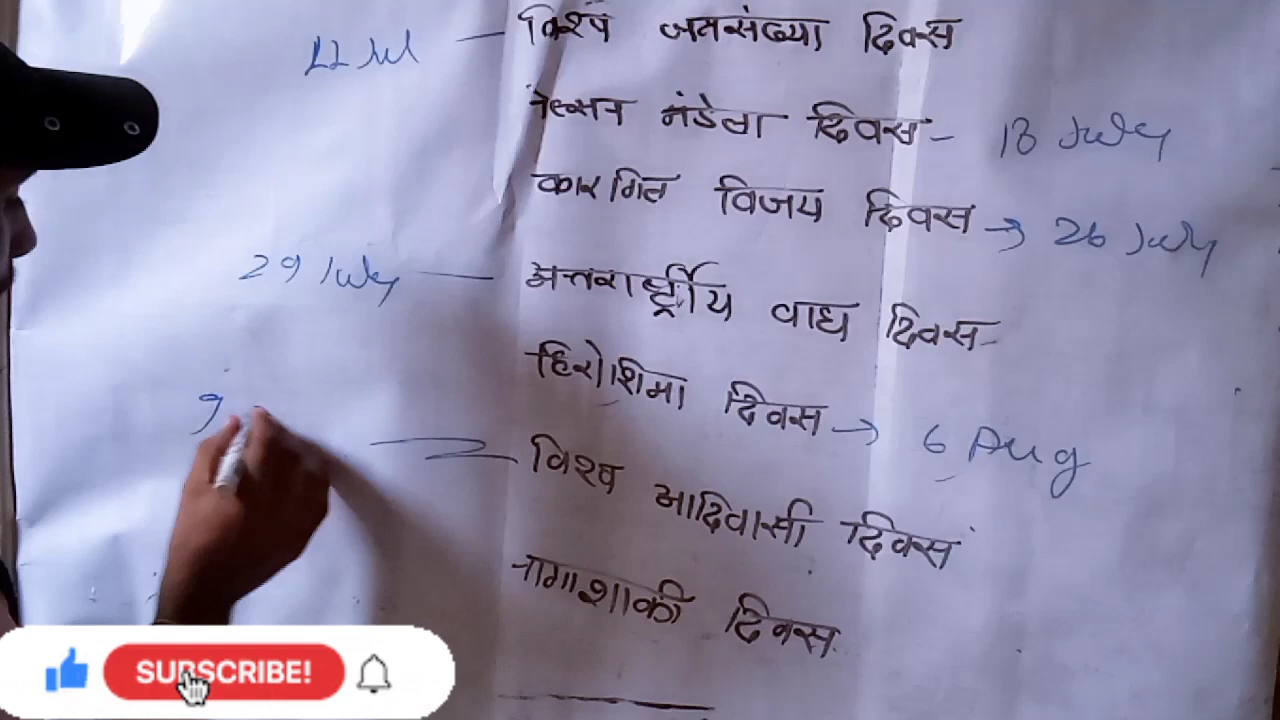 11 Jul — विश्व जनसंख्या दिवस
नेल्सन मंडेला दिवस - 18 July
कारगिल विजय दिवस → 26 July
29 July — अन्तराष्ट्रीय वाघ दिवस-
हिरोशिमा दिवस → 6 Aug
9 — विश्व आदिवासी दिवस
नागाशाकी दिवस
SUBSCRIBE!